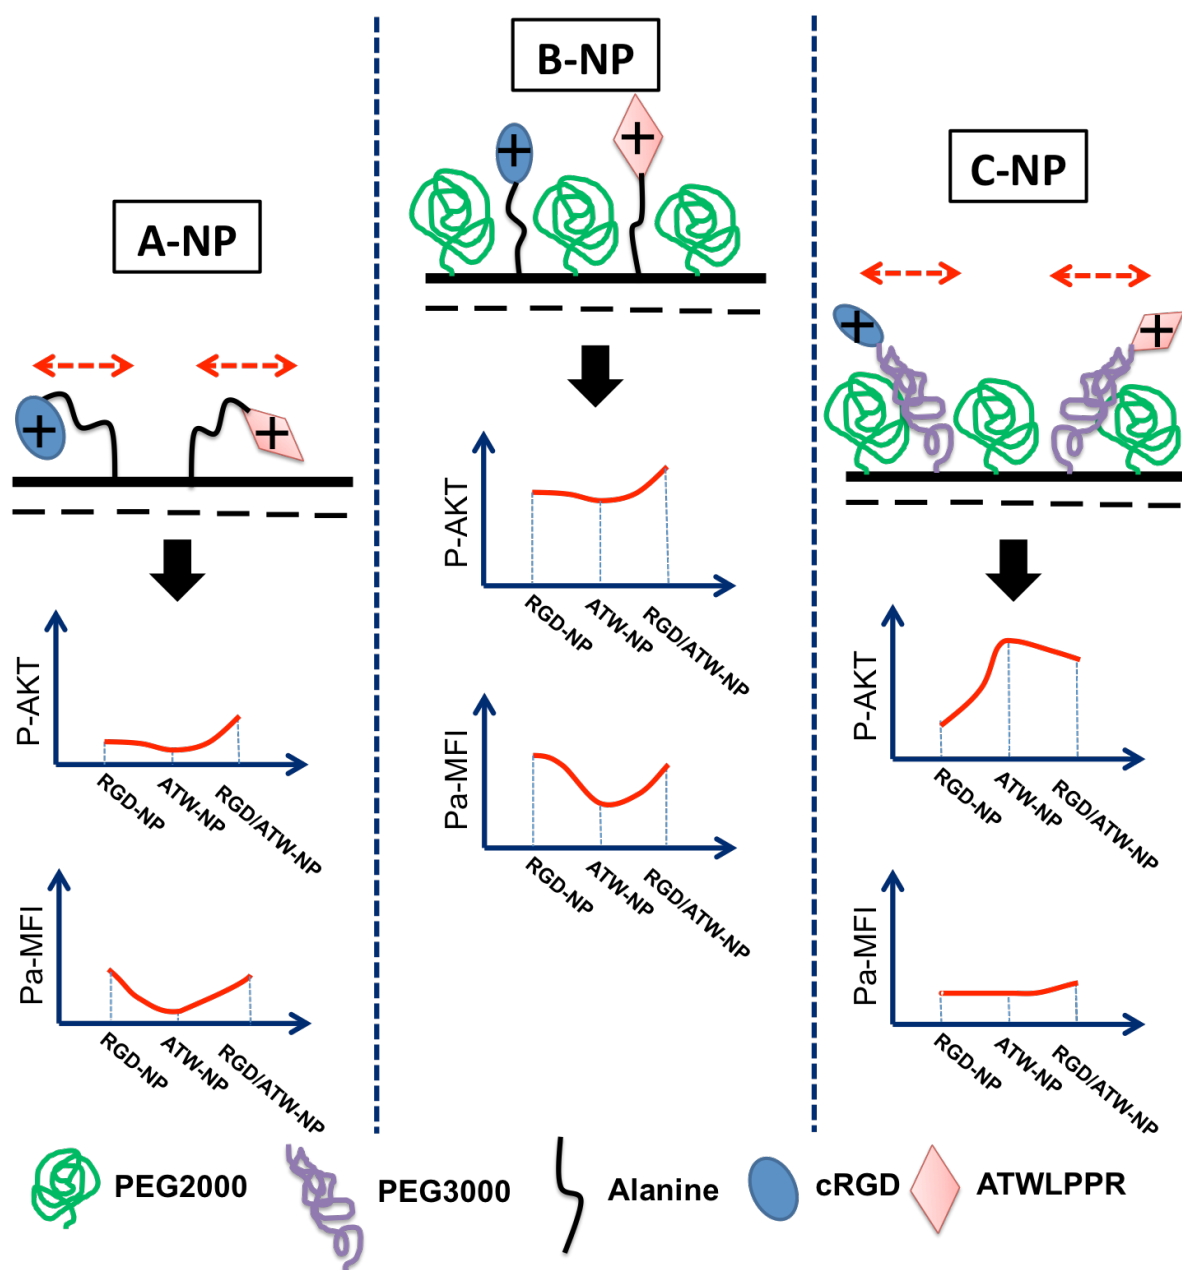 A-NP
P-AKT
RGD-NP
ATW-NP
RGD/ATW-NP
Pa-MFI
RGD-NP
ATW-NP
RGD/ATW-NP
B-NP
P-AKT
RGD-NP
ATW-NP
RGD/ATW-NP
Pa-MFI
RGD-NP
ATW-NP
RGD/ATW-NP
C-NP
P-AKT
RGD-NP
ATW-NP
RGD/ATW-NP
Pa-MFI
RGD-NP
ATW-NP
RGD/ATW-NP
PEG2000
PEG3000
Alanine
cRGD
ATWLPPR